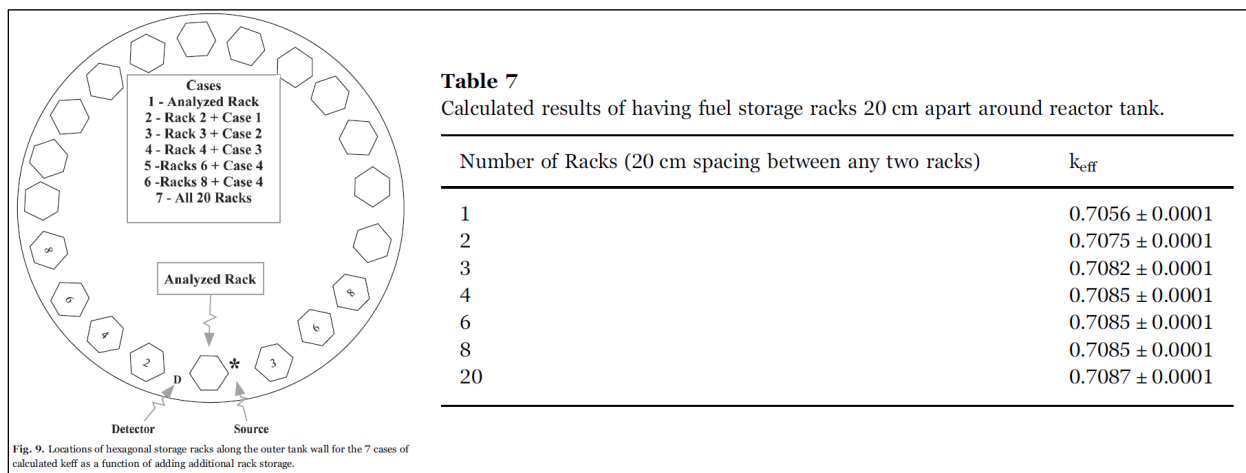 Cases
1 - Analyzed Rack
2 - Rack 2 + Case 1
3 - Rack 3 + Case 2
4 - Rack 4 + Case 3
5 -Racks 6 + Case 4
6 -Racks 8 + Case 4
7 - All 20 Racks
Analyzed Rack
8
8
6
6
4
2
3
D
*
Detector
Source
Fig. 9. Locations of hexagonal storage racks along the outer tank wall for the 7 cases of
calculated keff as a function of adding additional rack storage.
Table 7
Calculated results of having fuel storage racks 20 cm apart around reactor tank.
Number of Racks (20 cm spacing between any two racks) keff
1 0.7056 ± 0.0001
2 0.7075 ± 0.0001
3 0.7082 ± 0.0001
4 0.7085 ± 0.0001
6 0.7085 ± 0.0001
8 0.7085 ± 0.0001
20 0.7087 ± 0.0001